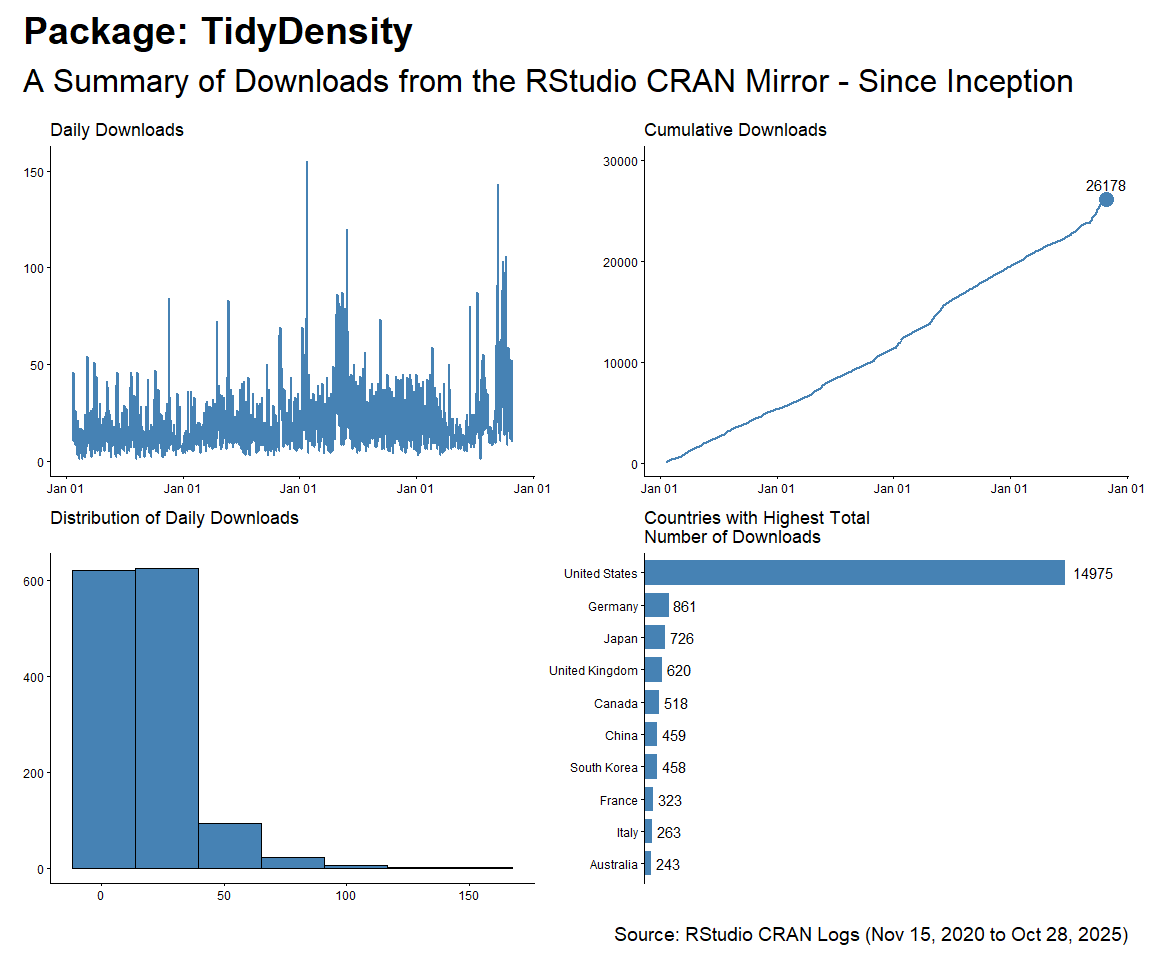 Package: TidyDensity
A Summary of Downloads from the RStudio CRAN Mirror - Since Inception
Daily Downloads
150
100
50
0
Jan 01 Jan 01 Jan 01 Jan 01 Jan 01
Cumulative Downloads
30000
20000
10000
0
26178
Jan 01 Jan 01 Jan 01 Jan 01 Jan 01
Distribution of Daily Downloads
600
400
200
0
0 50 100 150
Countries with Highest Total
Number of Downloads
United States 14975
Germany 861
Japan 726
United Kingdom 620
Canada 518
China 459
South Korea 458
France 323
Italy 263
Australia 243
Source: RStudio CRAN Logs (Nov 15, 2020 to Oct 28, 2025)